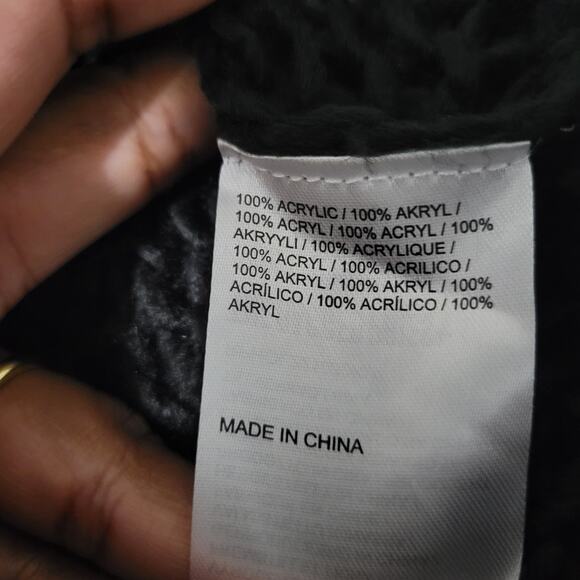 100% ACRYLIC / 100% AKRYL /
100% ACRYL / 100% ACRYL / 100%
AKRYYLI / 100% ACRYLIQUE /
100% ACRYL / 100% ACRILICO /
100% AKRYL / 100% AKRYL / 100%
ACRÍLICO / 100% ACRÍLICO / 100%
AKRYL
MADE IN CHINA